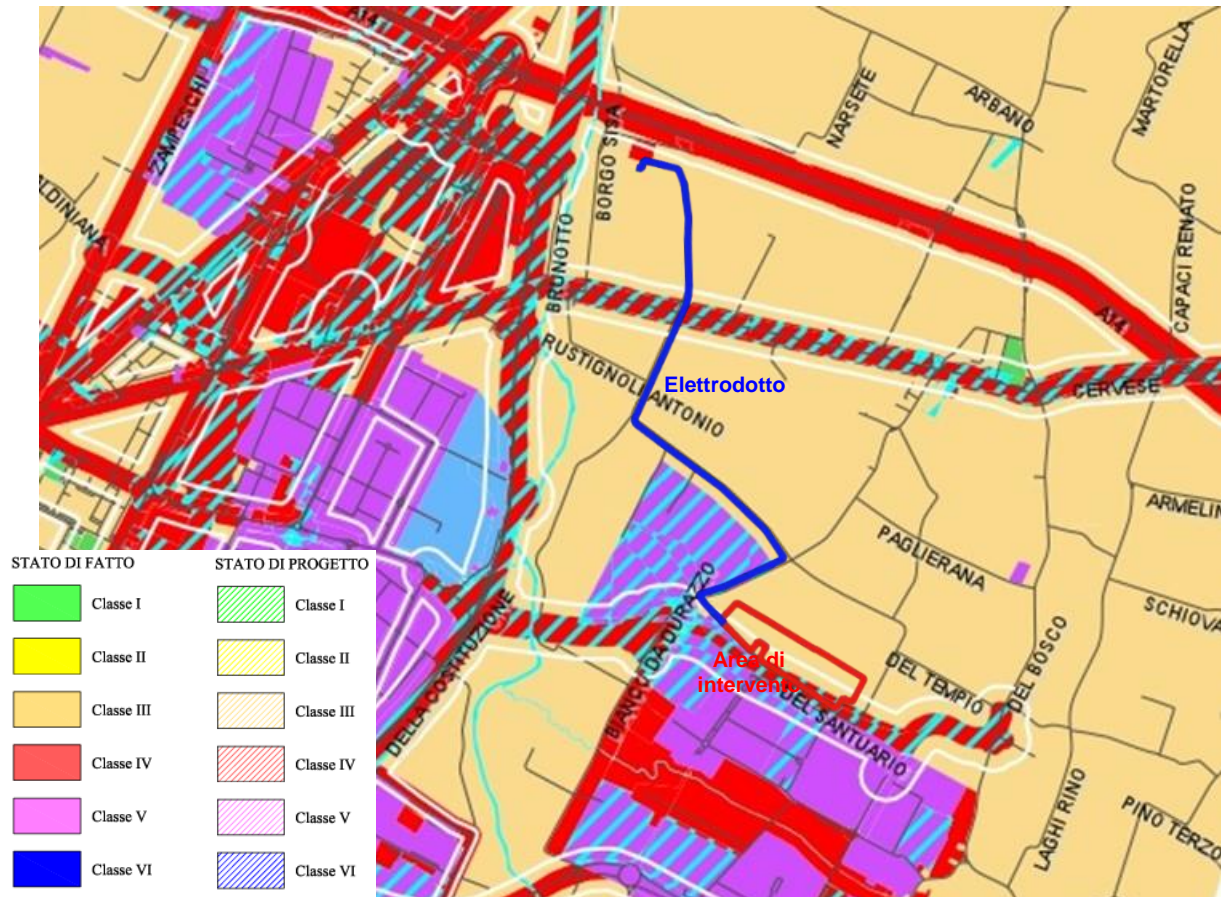 A14
ZAMPESCHI
BORGO SISA
NARSETE
ARBANO
MARTORELLA
BRUNOTTO
CAPACI RENATO
A14
RUSTIGNOLI ANTONIO
Elettrodotto
CERVESE
ARMELIN
PAGLIERANA
SCHIOVA
DELLA COSTITUZIONE
Area di
intervento
DEL TEMPIO
DEL BOSCO
DEL SANTUARIO
LAGHI RINO
PINO TERZO
STATO DI FATTO
STATO DI PROGETTO
Classe I
Classe I
Classe II
Classe II
Classe III
Classe III
Classe IV
Classe IV
Classe V
Classe V
Classe VI
Classe VI